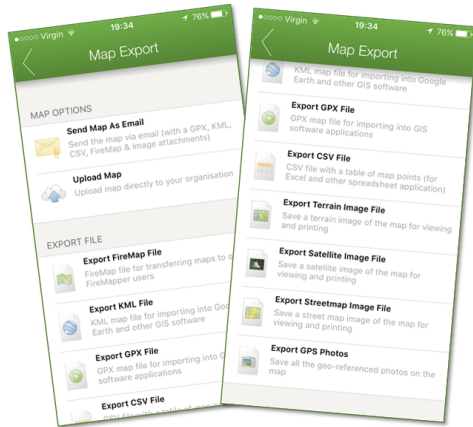 Virgin 19:34 76%
Map Export
MAP OPTIONS
Send Map As Email
Send the map via email (with a GPX, KML,
CSV, FireMap & Image attachments)
Upload Map
Upload map directly to your organisation
EXPORT FILE
Export FireMap File
FireMap file for transferring maps to
FireMapper users
Export KML File
KML map file for importing into
Earth and other GIS software
Export GPX File
GPX map file for importing into
software applications
Export CSV File
CSV file with a table of map
Virgin 19:34 76%
Map Export
KML map file for importing into Google
Earth and other GIS software
Export GPX File
GPX map file for importing into GIS
software applications
Export CSV File
CSV file with a table of map points (for
Excel and other spreadsheet application)
Export Terrain Image File
Save a terrain image of the map for viewing
and printing
Export Satellite Image File
Save a satellite image of the map for
viewing and printing
Export Streetmap Image File
Save a street map image of the map for
viewing and printing
Export GPS Photos
Save all the geo-referenced photos on the
map